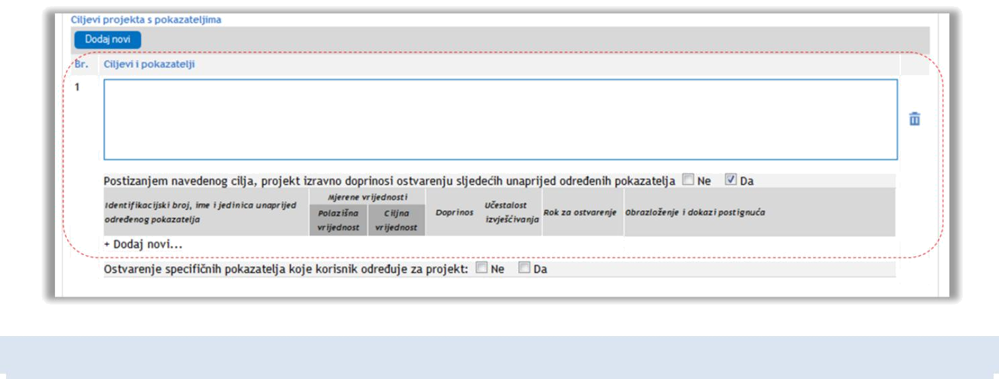 Ciljevi projekta s pokazateljima
Dodaj novi
Br. Ciljevi i pokazatelji
1
Postizanjem navedenog cilja, projekt izravno doprinosi ostvarenju sljedećih unaprijed određenih pokazatelja Ne Da
Identifikacijski broj, ime i jedinica unaprijed određenog pokazatelja
Mjerene vrijednosti
Polazišna vrijednost
Ciljna vrijednost
Doprinos
Učestalost izvješćivanja
Rok za ostvarenje
Obrazloženje i dokazi postignuća
+ Dodaj novi...
Ostvarenje specifičnih pokazatelja koje korisnik određuje za projekt: Ne Da